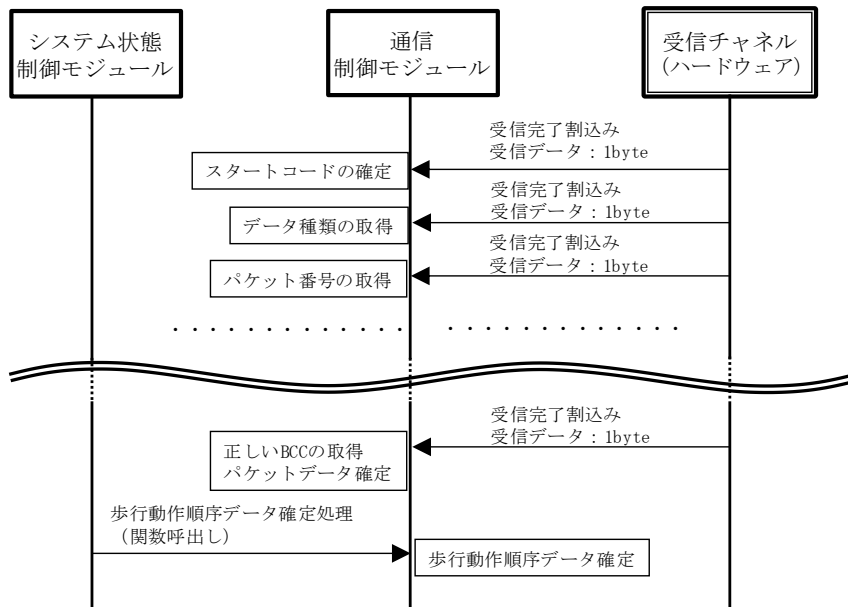 システム状態
制御モジュール
通信
制御モジュール
受信チャネル
(ハードウェア)
受信完了割込み
受信データ：1byte
スタートコードの確定
受信完了割込み
受信データ：1byte
データ種類の取得
受信完了割込み
受信データ：1byte
パケット番号の取得
・・・・・・・・・・・・・ ・・・・・・・・・・・・・
受信完了割込み
受信データ：1byte
正しいBCCの取得
パケットデータ確定
歩行動作順序データ確定処理
（関数呼出し）
歩行動作順序データ確定